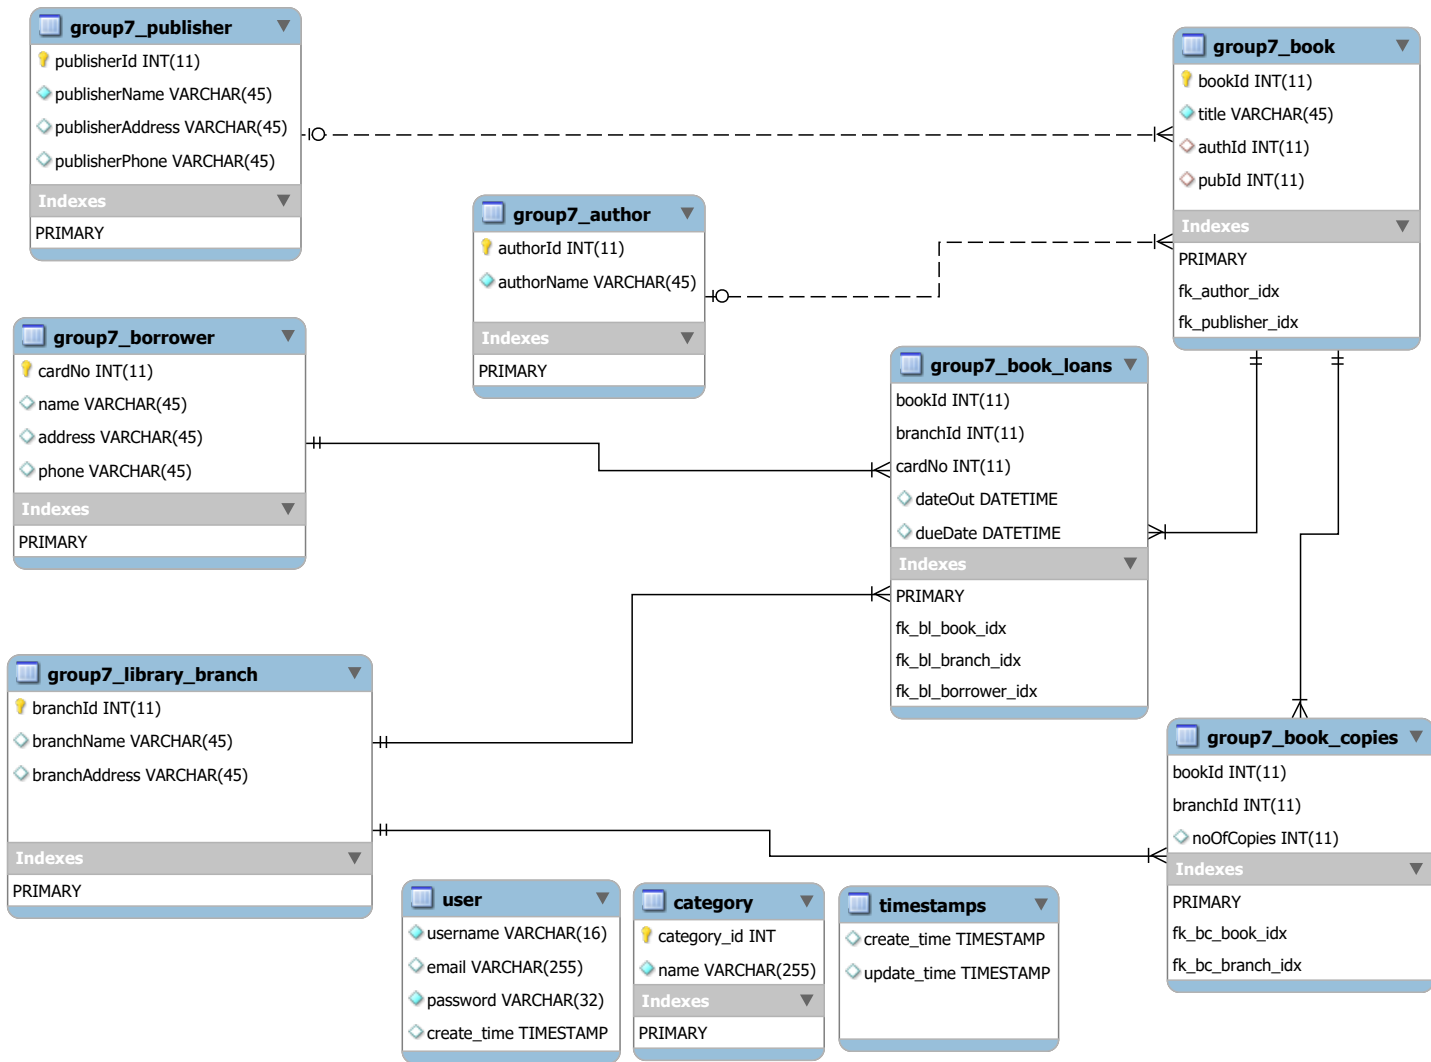 group7_publisher
publisherId INT(11)
publisherName VARCHAR(45)
publisherAddress VARCHAR(45)
publisherPhone VARCHAR(45)
Indexes
PRIMARY
group7_book
bookId INT(11)
title VARCHAR(45)
authId INT(11)
pubId INT(11)
Indexes
PRIMARY
fk_author_idx
fk_publisher_idx
group7_author
authorId INT(11)
authorName VARCHAR(45)
Indexes
PRIMARY
group7_borrower
cardNo INT(11)
name VARCHAR(45)
address VARCHAR(45)
phone VARCHAR(45)
Indexes
PRIMARY
group7_book_loans
bookId INT(11)
branchId INT(11)
cardNo INT(11)
dateOut DATETIME
dueDate DATETIME
Indexes
PRIMARY
fk_bl_book_idx
fk_bl_branch_idx
fk_bl_borrower_idx
group7_library_branch
branchId INT(11)
branchName VARCHAR(45)
branchAddress VARCHAR(45)
Indexes
PRIMARY
group7_book_copies
bookId INT(11)
branchId INT(11)
noOfCopies INT(11)
Indexes
PRIMARY
fk_bc_book_idx
fk_bc_branch_idx
user
username VARCHAR(16)
email VARCHAR(255)
password VARCHAR(32)
create_time TIMESTAMP
category
category_id INT
name VARCHAR(255)
Indexes
PRIMARY
timestamps
create_time TIMESTAMP
update_time TIMESTAMP